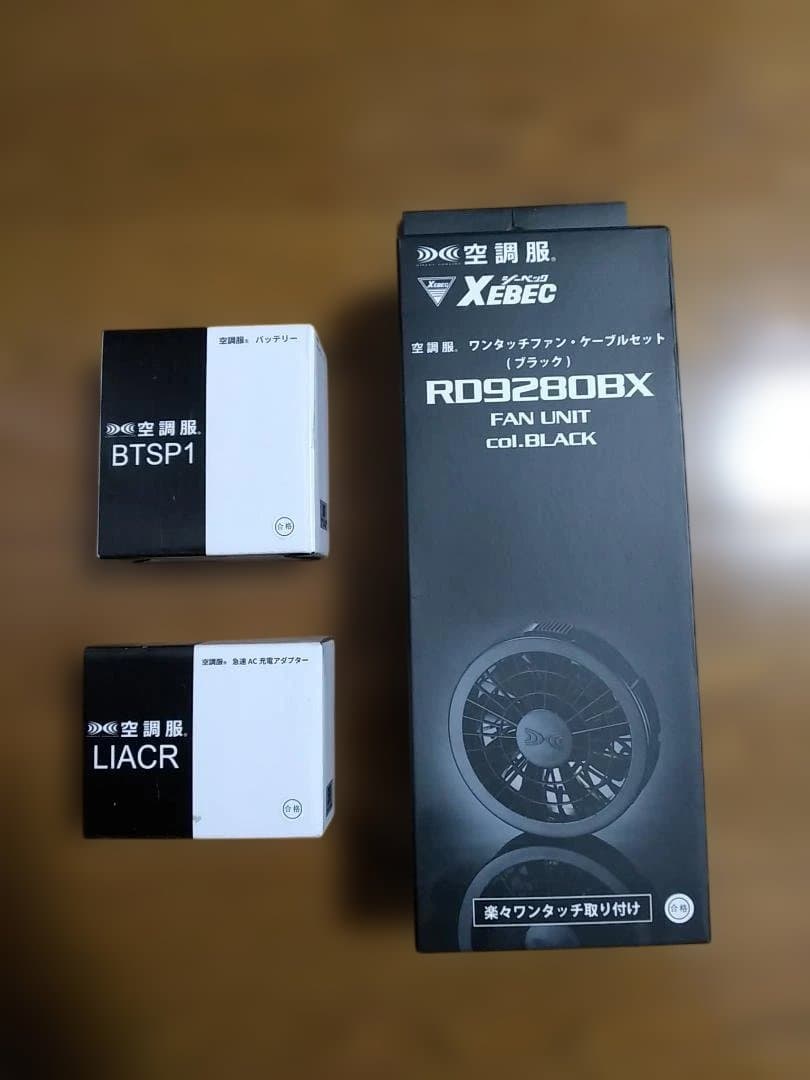 空調服®
XEBEC
シーベック
XEBEC
空調服® ワンタッチファン・ケーブルセット
(ブラック)
RD9280BX
FAN UNIT
col.BLACK
楽々ワンタッチ取り付け
合格
空調服® バッテリー
空調服®
BTSP1
合格
空調服® 急速AC充電アダプター
空調服®
LIACR
合格